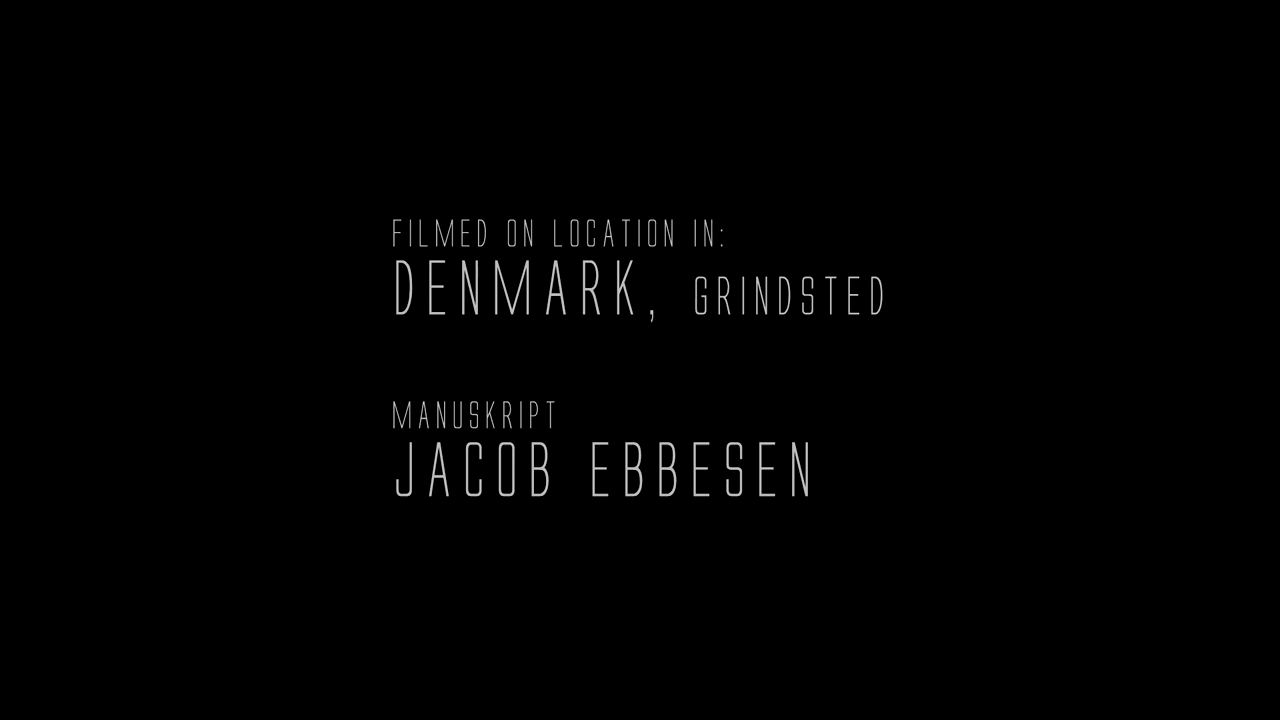 FILMED ON LOCATION IN:
DENMARK, GRINDSTED
MANUSKRIPT
JACOB EBBESEN